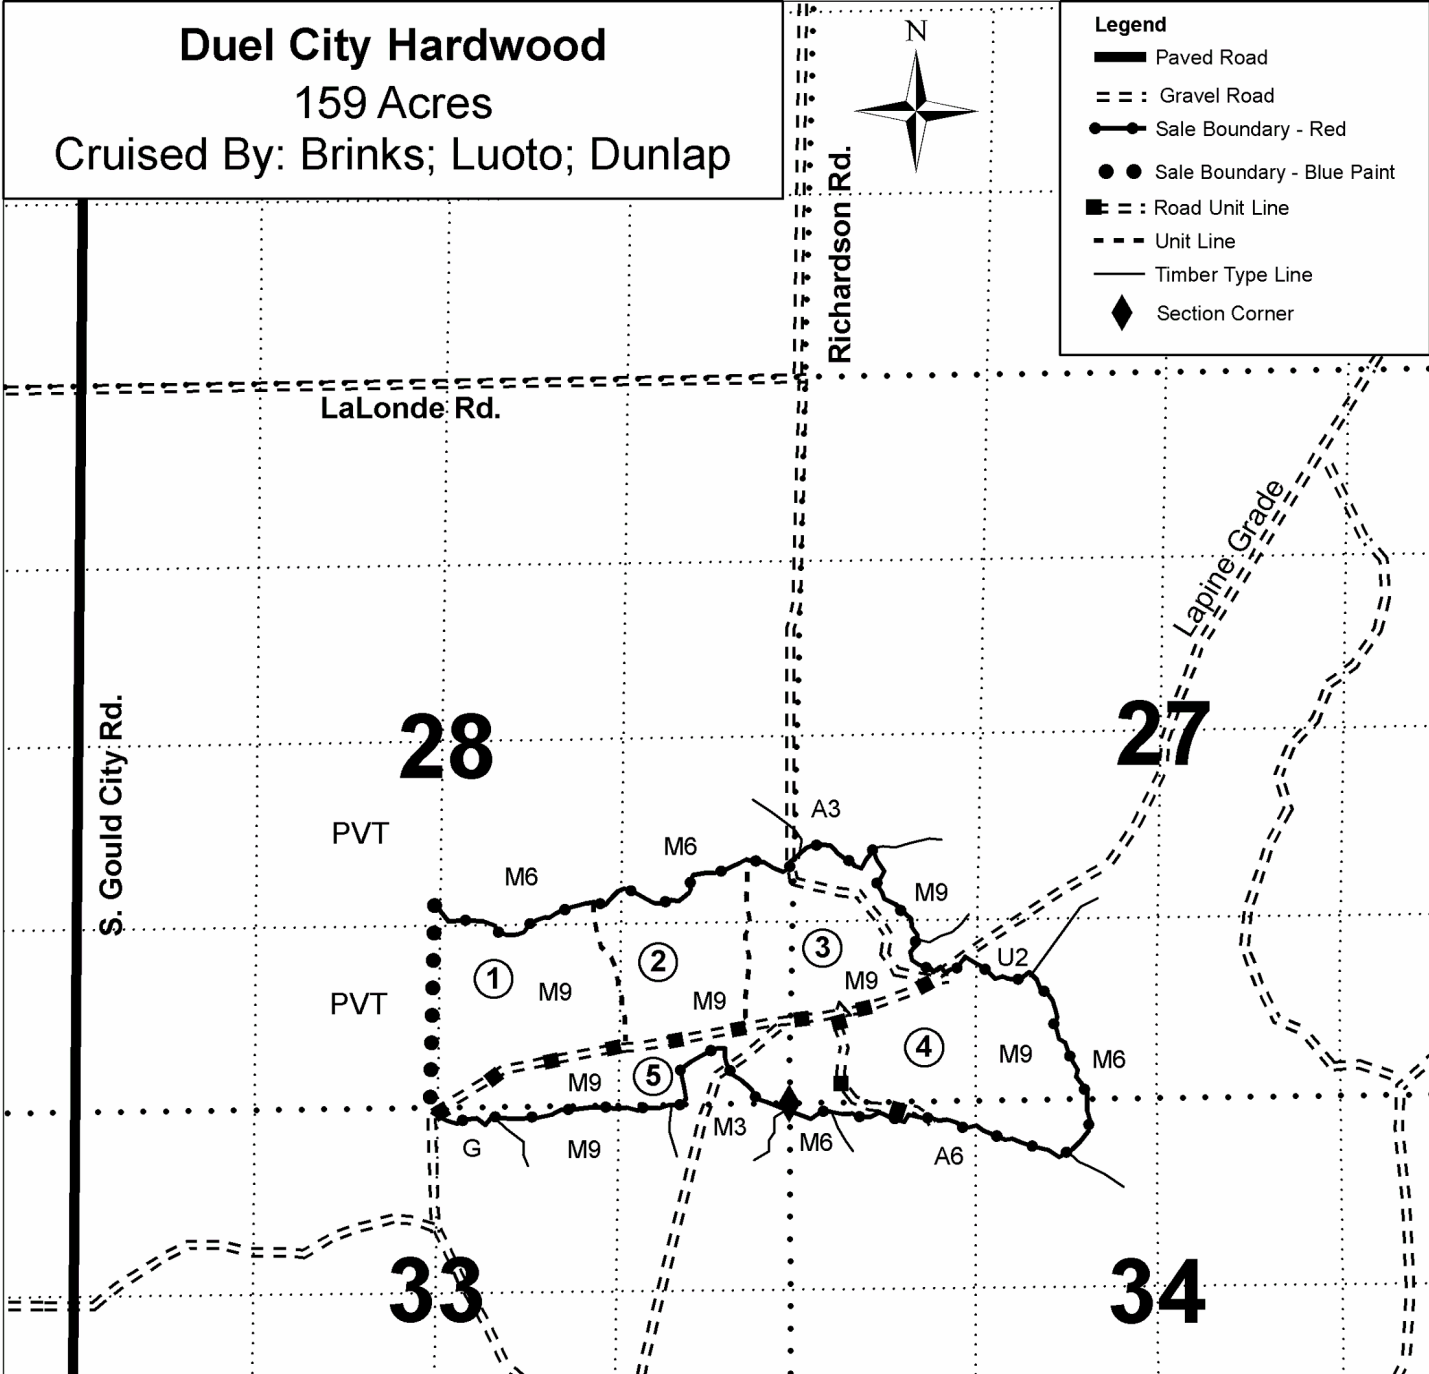 Duel City Hardwood
159 Acres
Cruised By: Brinks; Luoto; Dunlap
N
Legend
Paved Road
Gravel Road
Sale Boundary - Red
Sale Boundary - Blue Paint
Road Unit Line
Unit Line
Timber Type Line
Section Corner
Richardson Rd.
LaLonde Rd.
Lapine Grade
S. Gould City Rd.
28
27
PVT
A3
M6
M6
M9
PVT
1
M9
2
M9
3
M9
U2
4
M9
M6
5
M9
G
M9
M3
M6
A6
33
34